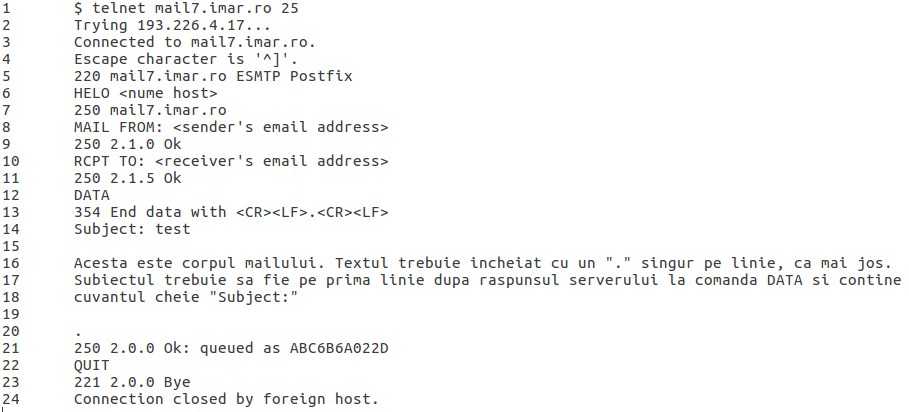 1 $ telnet mail7.imar.ro 25
2 Trying 193.226.4.17...
3 Connected to mail7.imar.ro.
4 Escape character is '^]'.
5 220 mail7.imar.ro ESMTP Postfix
6 HELO <nume host>
7 250 mail7.imar.ro
8 MAIL FROM: <sender's email address>
9 250 2.1.0 Ok
10 RCPT TO: <receiver's email address>
11 250 2.1.5 Ok
12 DATA
13 354 End data with <CR><LF>.<CR><LF>
14 Subject: test
15
16 Acesta este corpul mailului. Textul trebuie incheiat cu un "." singur pe linie, ca mai jos.
17 Subiectul trebuie sa fie pe prima linie dupa raspunsul serverului la comanda DATA si contine
18 cuvantul cheie "Subject:"
19
20 .
21 250 2.0.0 Ok: queued as ABC6B6A022D
22 QUIT
23 221 2.0.0 Bye
24 Connection closed by foreign host.